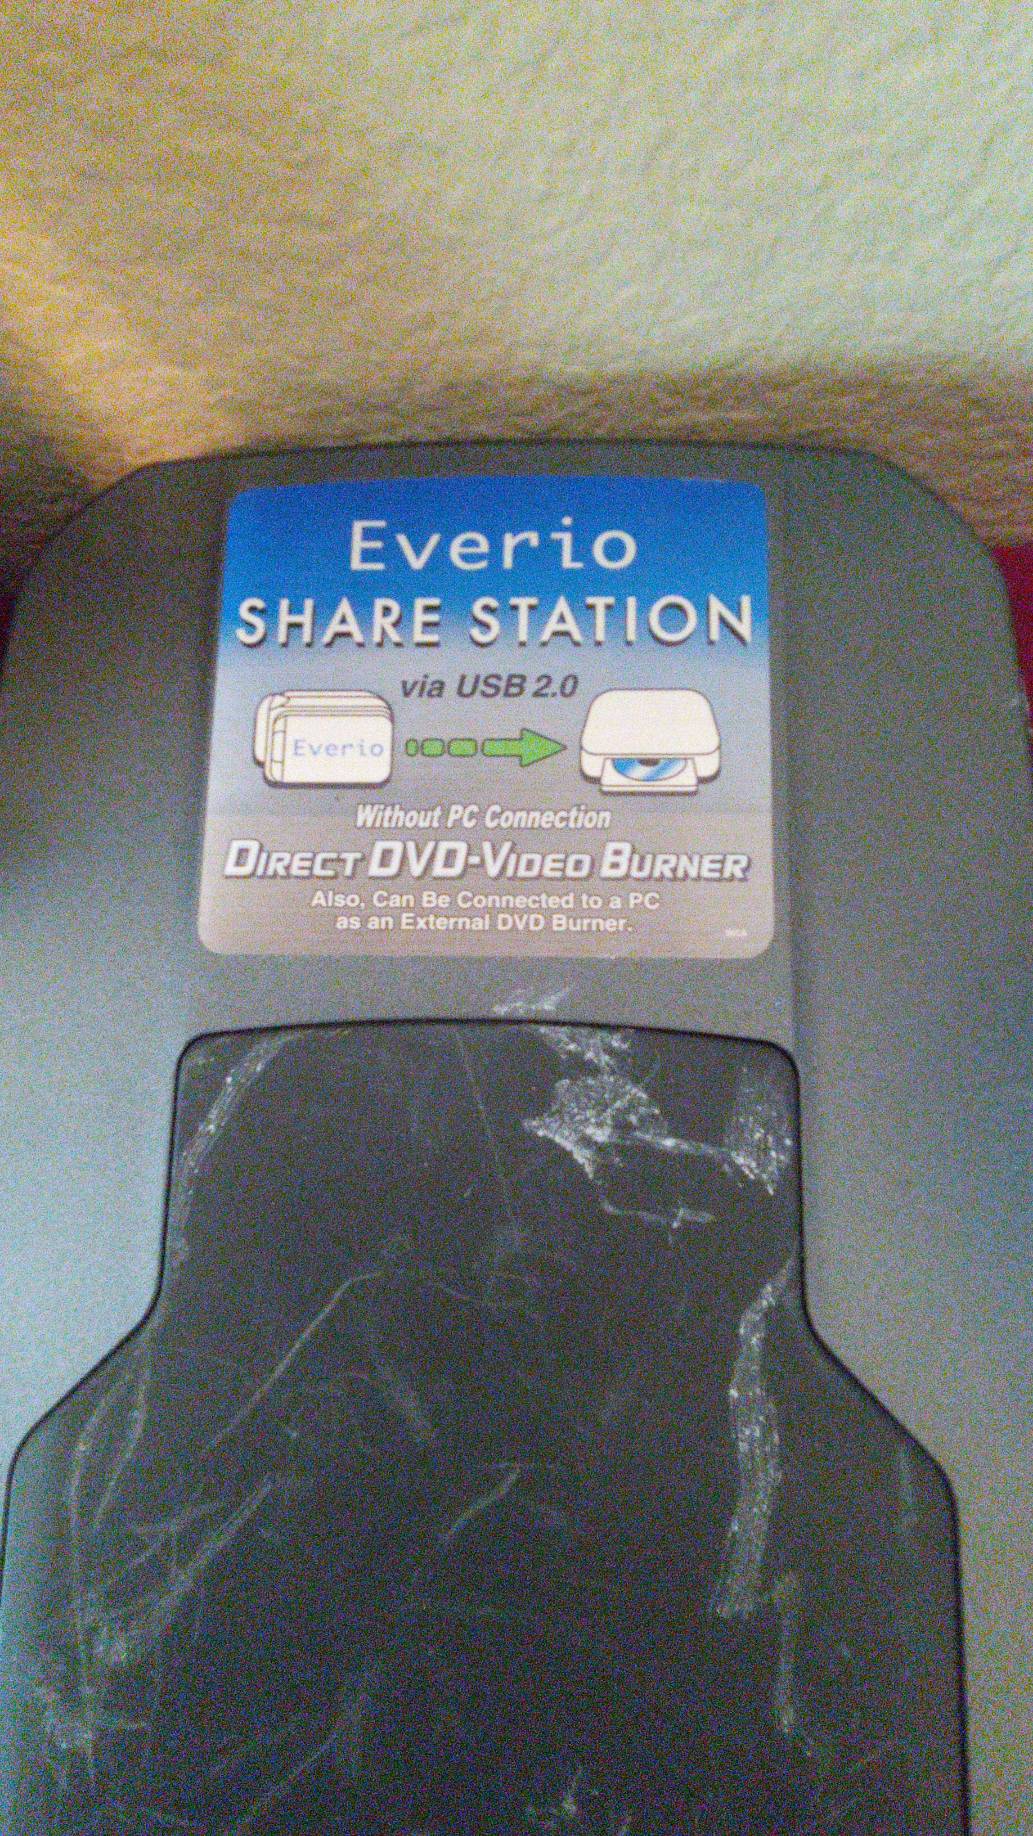 Everio
SHARE STATION
via USB 2.0
Everio
Without PC Connection
DIRECT DVD-VIDEO BURNER
Also, Can Be Connected to a PC
as an External DVD Burner.